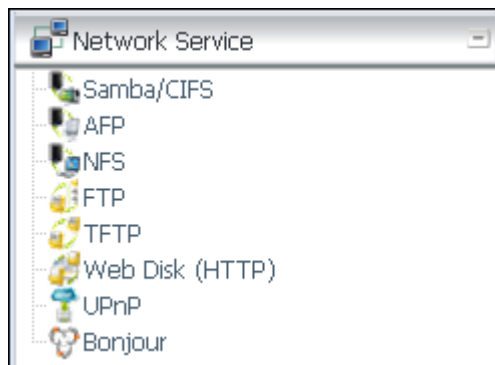 Network Service
Samba/CIFS
AFP
NFS
FTP
TFTP
Web Disk (HTTP)
UPnP
Bonjour